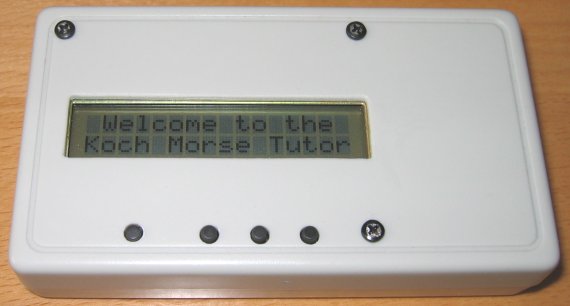 Welcome to the
Koch Morse Tutor